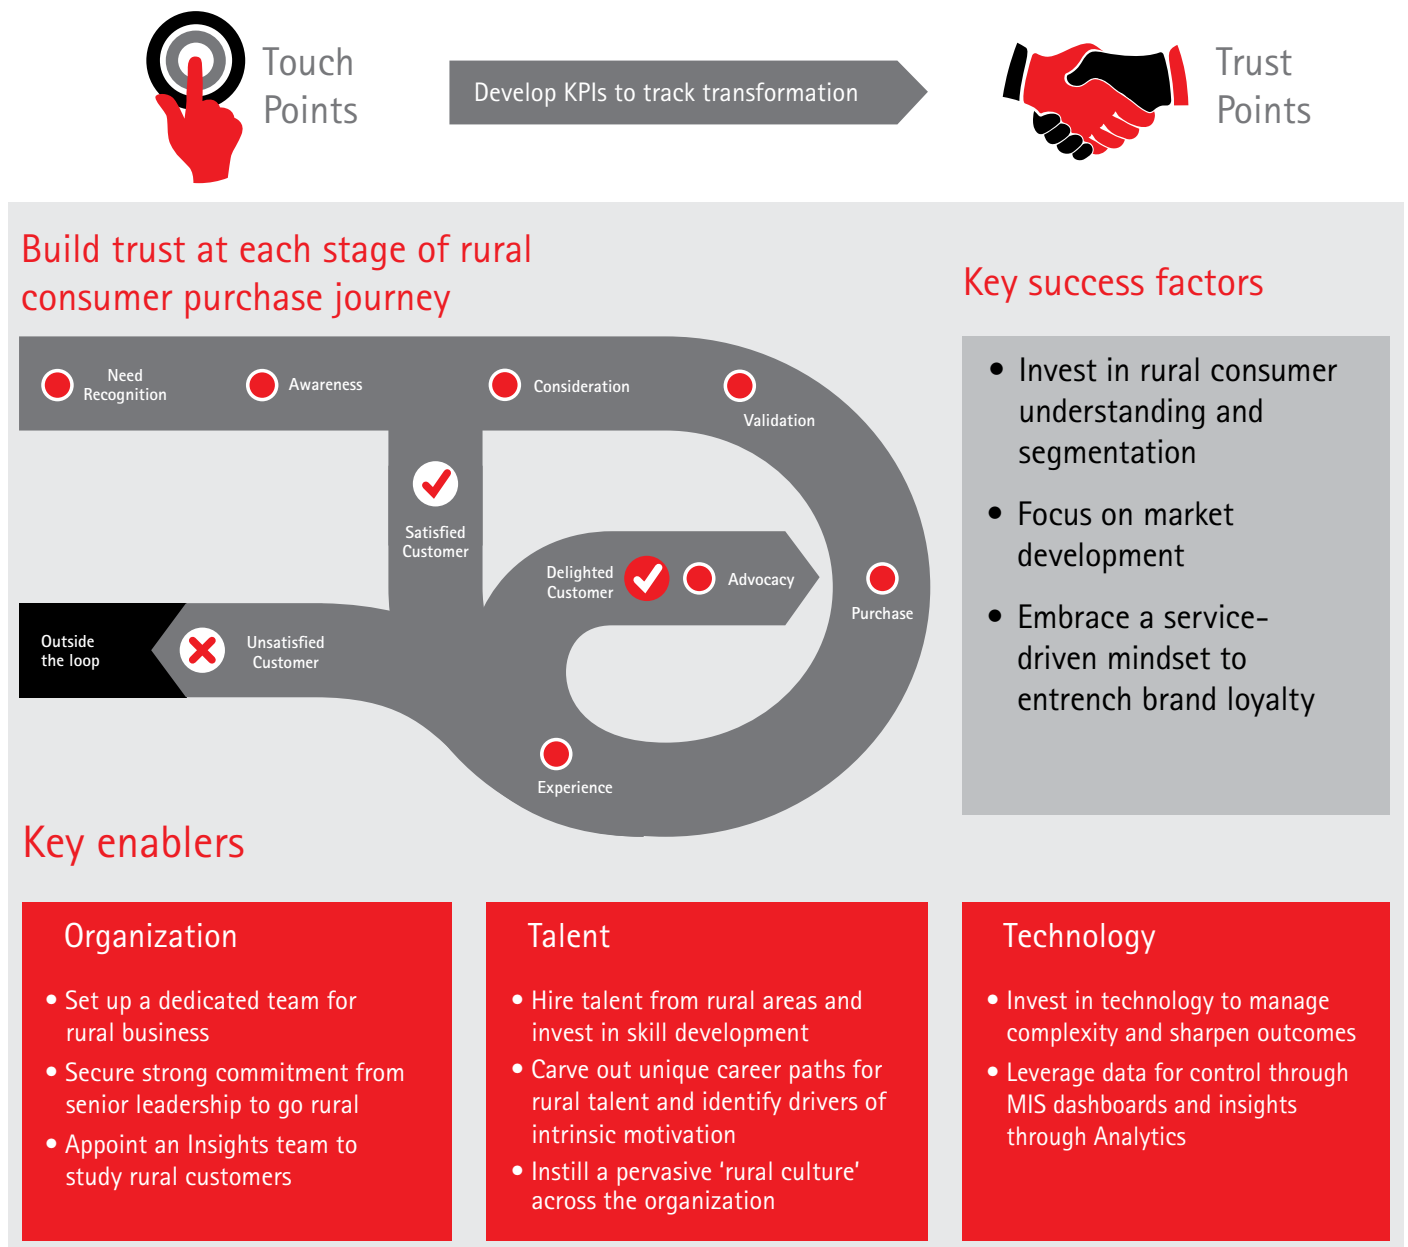 Touch
Points
Develop KPIs to track transformation
Trust
Points
Build trust at each stage of rural
consumer purchase journey
Need
Recognition
Awareness
Consideration
Validation
Satisfied
Customer
Delighted
Customer
Advocacy
Purchase
Outside
the loop
Unsatisfied
Customer
Experience
Key success factors
• Invest in rural consumer
understanding and
segmentation
• Focus on market
development
• Embrace a service-
driven mindset to
entrench brand loyalty
Key enablers
Organization
• Set up a dedicated team for
rural business
• Secure strong commitment from
senior leadership to go rural
• Appoint an Insights team to
study rural customers
Talent
• Hire talent from rural areas and
invest in skill development
• Carve out unique career paths for
rural talent and identify drivers of
intrinsic motivation
• Instill a pervasive ‘rural culture’
across the organization
Technology
• Invest in technology to manage
complexity and sharpen outcomes
• Leverage data for control through
MIS dashboards and insights
through Analytics